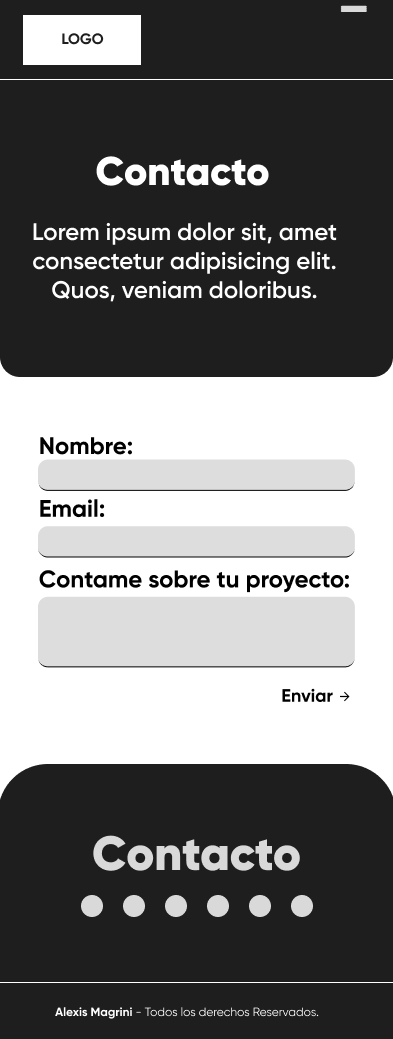 LOGO
Contacto
Lorem ipsum dolor sit, amet
consectetur adipisicing elit.
Quos, veniam doloribus.
Nombre:
Email:
Contame sobre tu proyecto:
Enviar →
Contacto
Alexis Magrini - Todos los derechos Reservados.